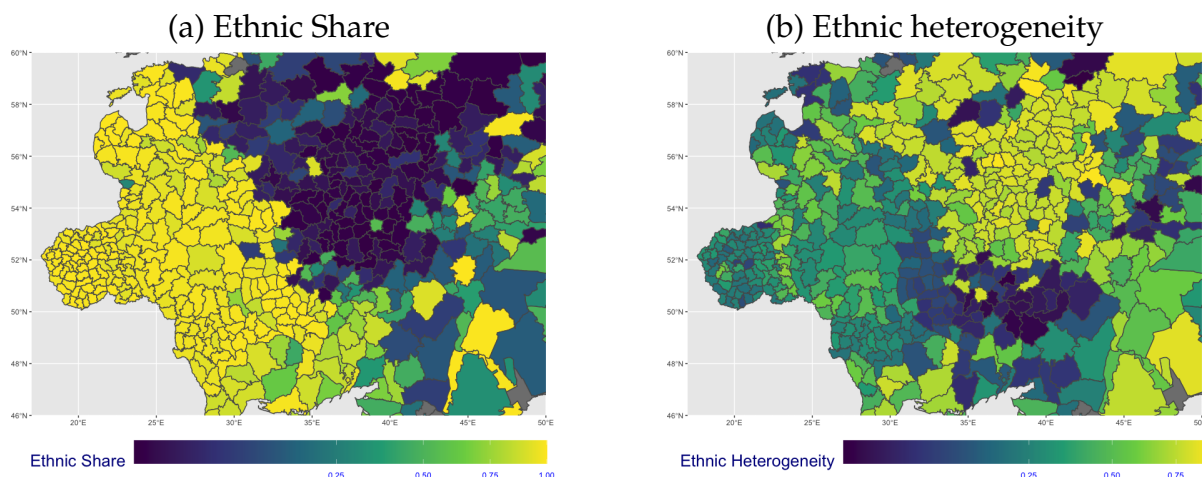 (a) Ethnic Share
(b) Ethnic heterogeneity
60°N
58°N
56°N
54°N
52°N
50°N
48°N
46°N
20°E
25°E
30°E
35°E
40°E
45°E
50°E
60°N
58°N
56°N
54°N
52°N
50°N
48°N
46°N
20°E
25°E
30°E
35°E
40°E
45°E
Ethnic Share
0.25
0.50
0.75
1.00
Ethnic Heterogeneity
0.25
0.50
0.75